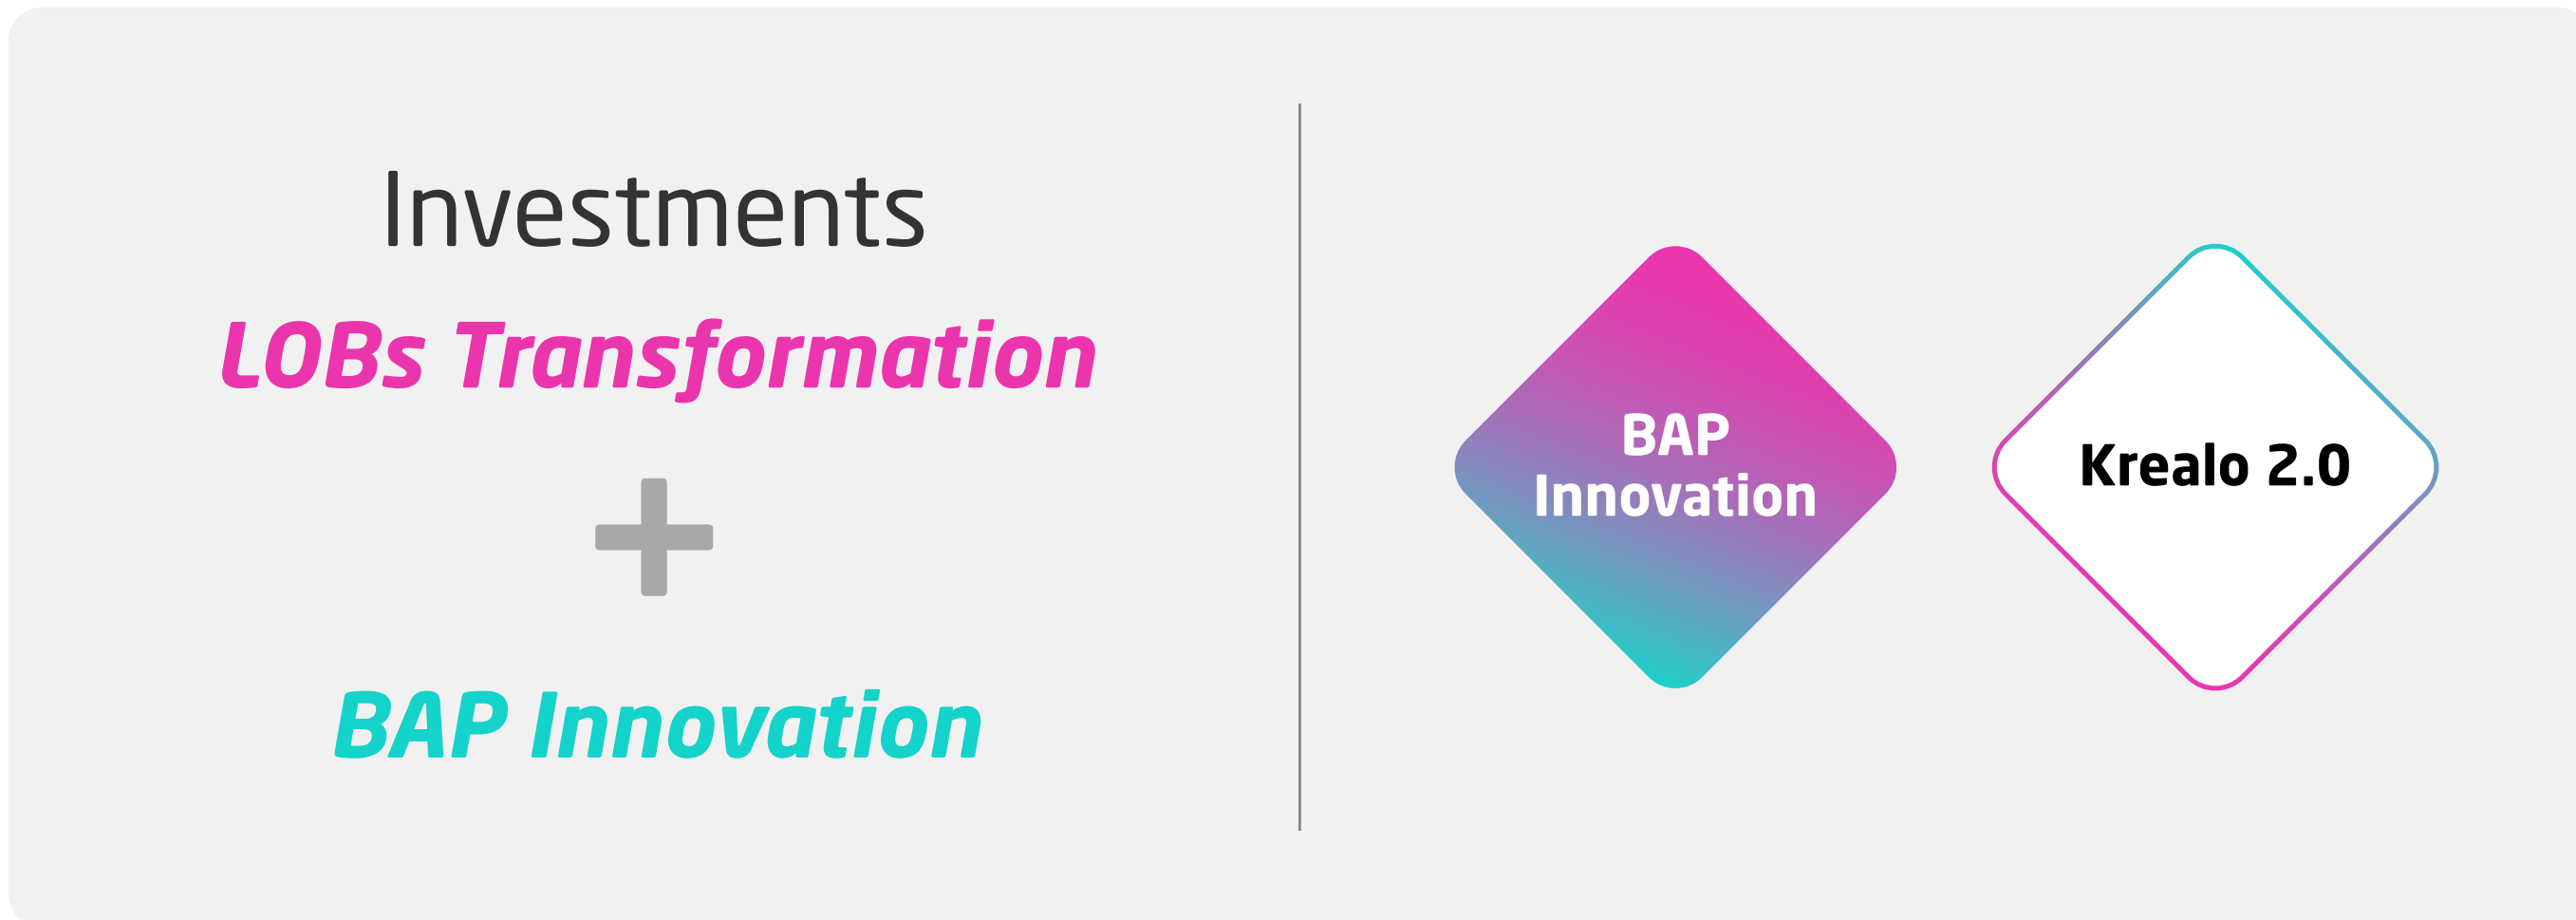 Investments
LOBs Transformation
+
BAP Innovation
BAP
Innovation
Krealo 2.0